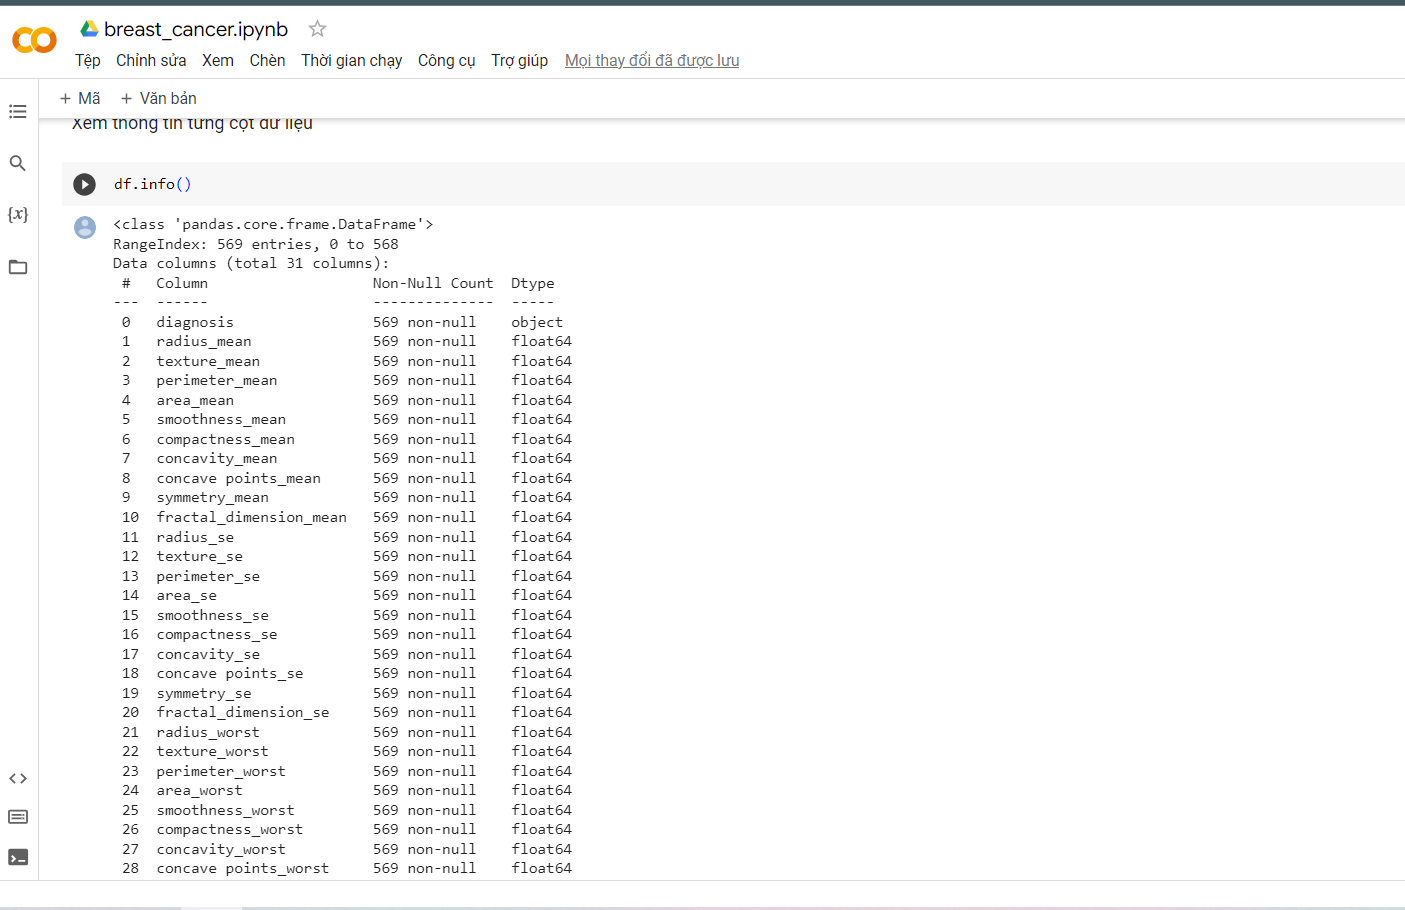 breast_cancer.ipynb
Tệp Chỉnh sửa Xem Chèn Thời gian chạy Công cụ Trợ giúp Mọi thay đổi đã được lưu
+ Mã + Văn bản
Xem thông tin từng cột dữ liệu
df.info()
<class 'pandas.core.frame.DataFrame'>
RangeIndex: 569 entries, 0 to 568
Data columns (total 31 columns):
# Column Non-Null Count Dtype
--- ------ -------------- -----
0 diagnosis 569 non-null object
1 radius_mean 569 non-null float64
2 texture_mean 569 non-null float64
3 perimeter_mean 569 non-null float64
4 area_mean 569 non-null float64
5 smoothness_mean 569 non-null float64
6 compactness_mean 569 non-null float64
7 concavity_mean 569 non-null float64
8 concave points_mean 569 non-null float64
9 symmetry_mean 569 non-null float64
10 fractal_dimension_mean 569 non-null float64
11 radius_se 569 non-null float64
12 texture_se 569 non-null float64
13 perimeter_se 569 non-null float64
14 area_se 569 non-null float64
15 smoothness_se 569 non-null float64
16 compactness_se 569 non-null float64
17 concavity_se 569 non-null float64
18 concave points_se 569 non-null float64
19 symmetry_se 569 non-null float64
20 fractal_dimension_se 569 non-null float64
21 radius_worst 569 non-null float64
22 texture_worst 569 non-null float64
23 perimeter_worst 569 non-null float64
24 area_worst 569 non-null float64
25 smoothness_worst 569 non-null float64
26 compactness_worst 569 non-null float64
27 concavity_worst 569 non-null float64
28 concave points_worst 569 non-null float64